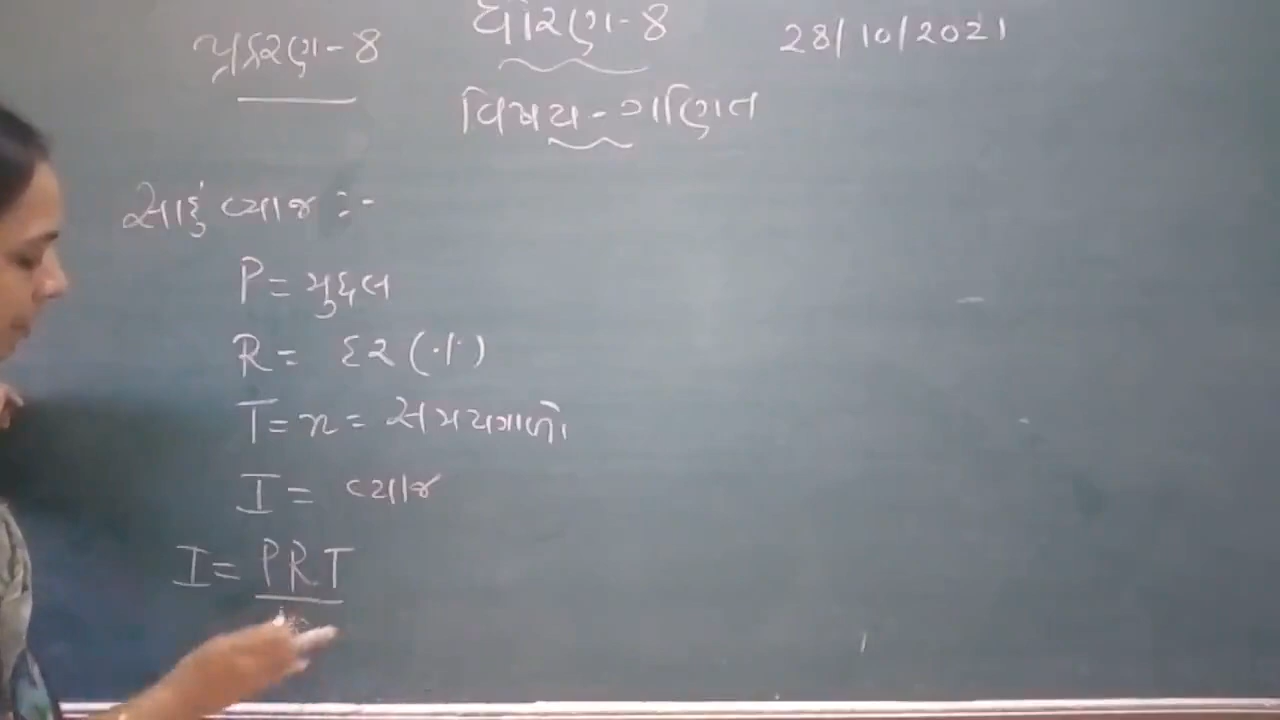 પ્રકરણ-8
ધોરણ-8
28/10/2021
વિષય-ગણિત
સાદું વ્યાજ :-
P= મુદ્દલ
R= દર (%)
T=n= સમયગાળો
I= વ્યાજ
I= PRT